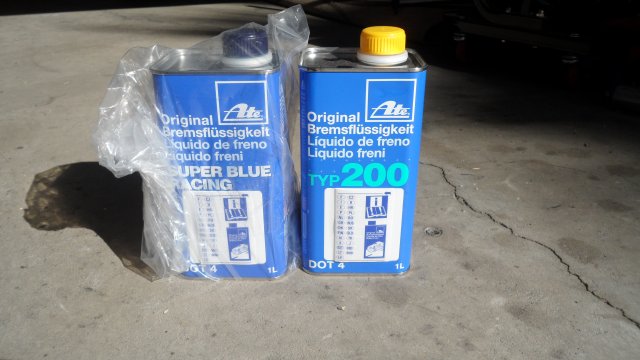 Ate
Original
Bremsflüssigkeit
Líquido de freno
Liquido freni
SUPER BLUE
RACING
DOT 4
1L
Ate
Original
Bremsflüssigkeit
Líquido de freno
Liquido freni
TYP 200
DOT 4
1L